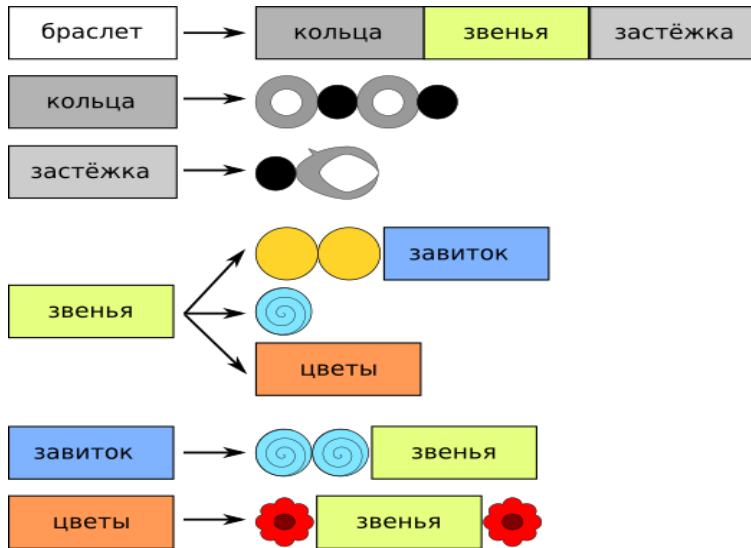 браслет кольца звенья застёжка
кольца
застёжка
завиток
звенья
цветы
завиток звенья
цветы звенья